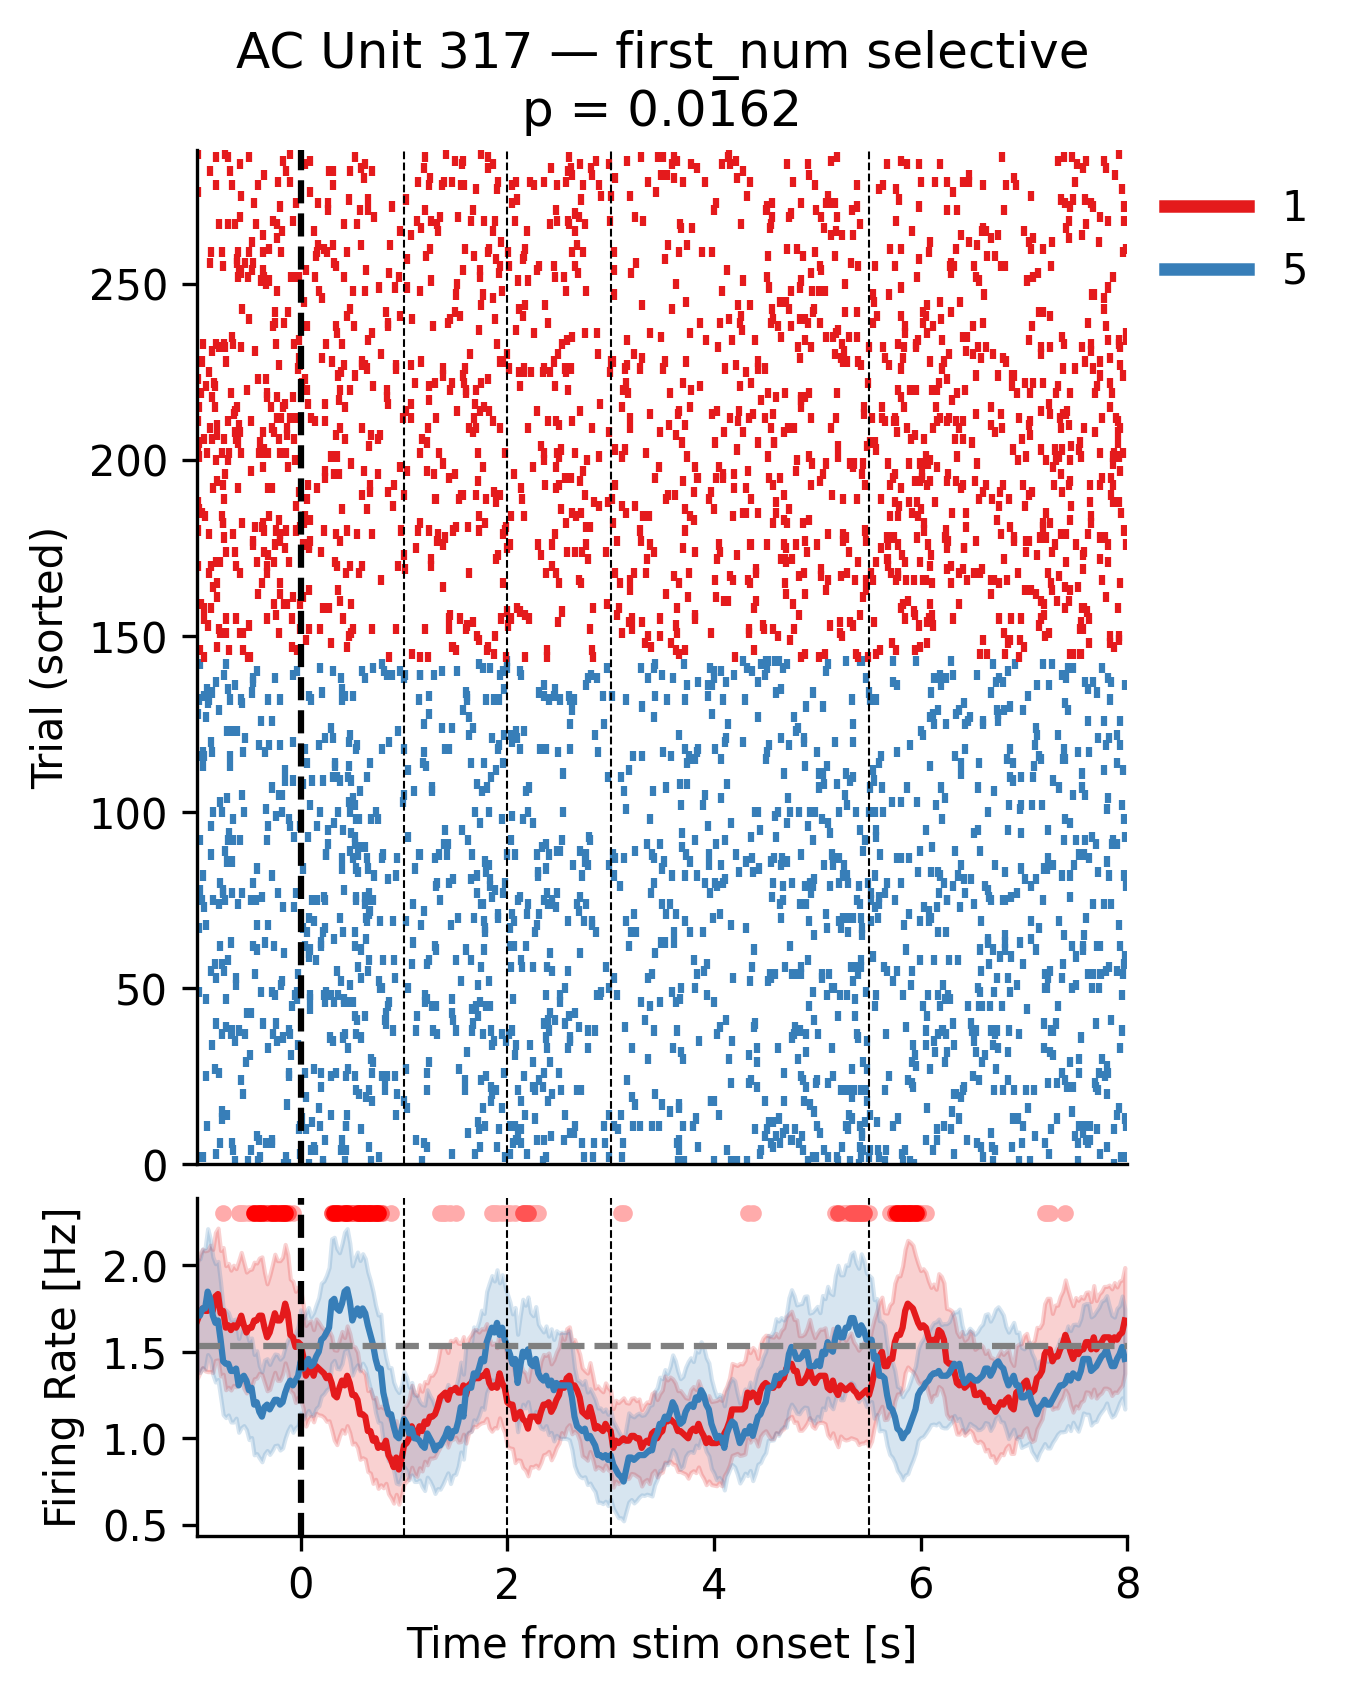 AC Unit 317 — first_num selective
p = 0.0162
1
5
Trial (sorted)
250
200
150
100
50
0
Firing Rate [Hz]
2.0
1.5
1.0
0.5
0 2 4 6 8
Time from stim onset [s]